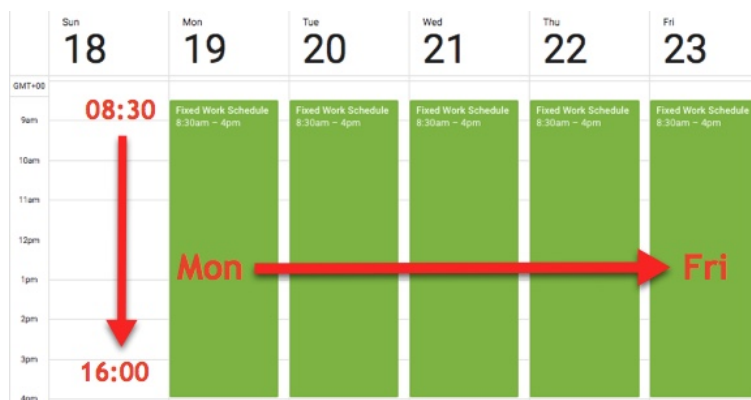 Sun Mon Tue Wed Thu Fri
18 19 20 21 22 23
GMT+00
08:30
Fixed Work Schedule Fixed Work Schedule Fixed Work Schedule Fixed Work Schedule Fixed Work Schedule
8:30am – 4pm 8:30am – 4pm 8:30am – 4pm 8:30am – 4pm 8:30am – 4pm
9am
10am
11am
12pm
Mon Fri
1pm
2pm
3pm
16:00
4pm